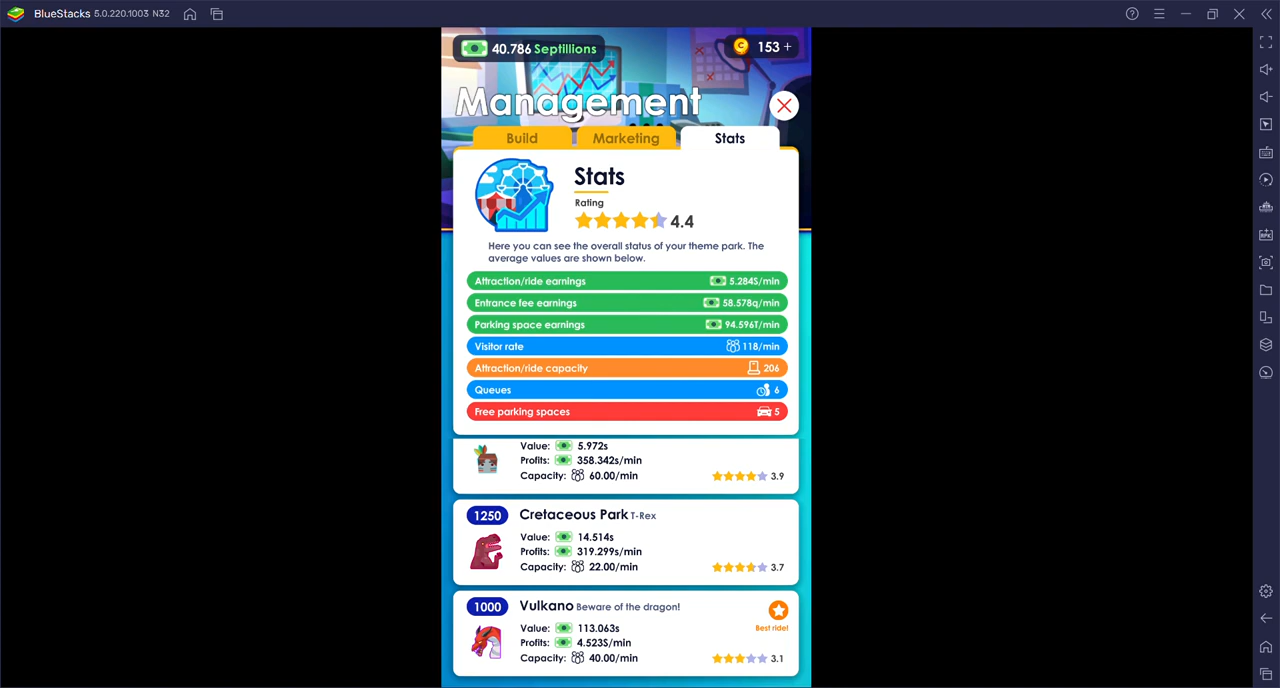 BlueStacks 5.0.220.1003 N32
40.786 Septillions
153 +
Management
Build
Marketing
Stats
Stats
Rating
4.4
Here you can see the overall status of your theme park. The
average values are shown below.
Attraction/ride earnings 5.284S/min
Entrance fee earnings 58.578q/min
Parking space earnings 94.596T/min
Visitor rate 118/min
Attraction/ride capacity 206
Queues 6
Free parking spaces 5
Value: 5.972s
Profits: 358.342s/min
Capacity: 60.00/min
3.9
1250 Cretaceous Park T-Rex
Value: 14.514s
Profits: 319.299s/min
Capacity: 22.00/min
3.7
1000 Vulkano Beware of the dragon!
Best ride!
Value: 113.063s
Profits: 4.523S/min
Capacity: 40.00/min
3.1